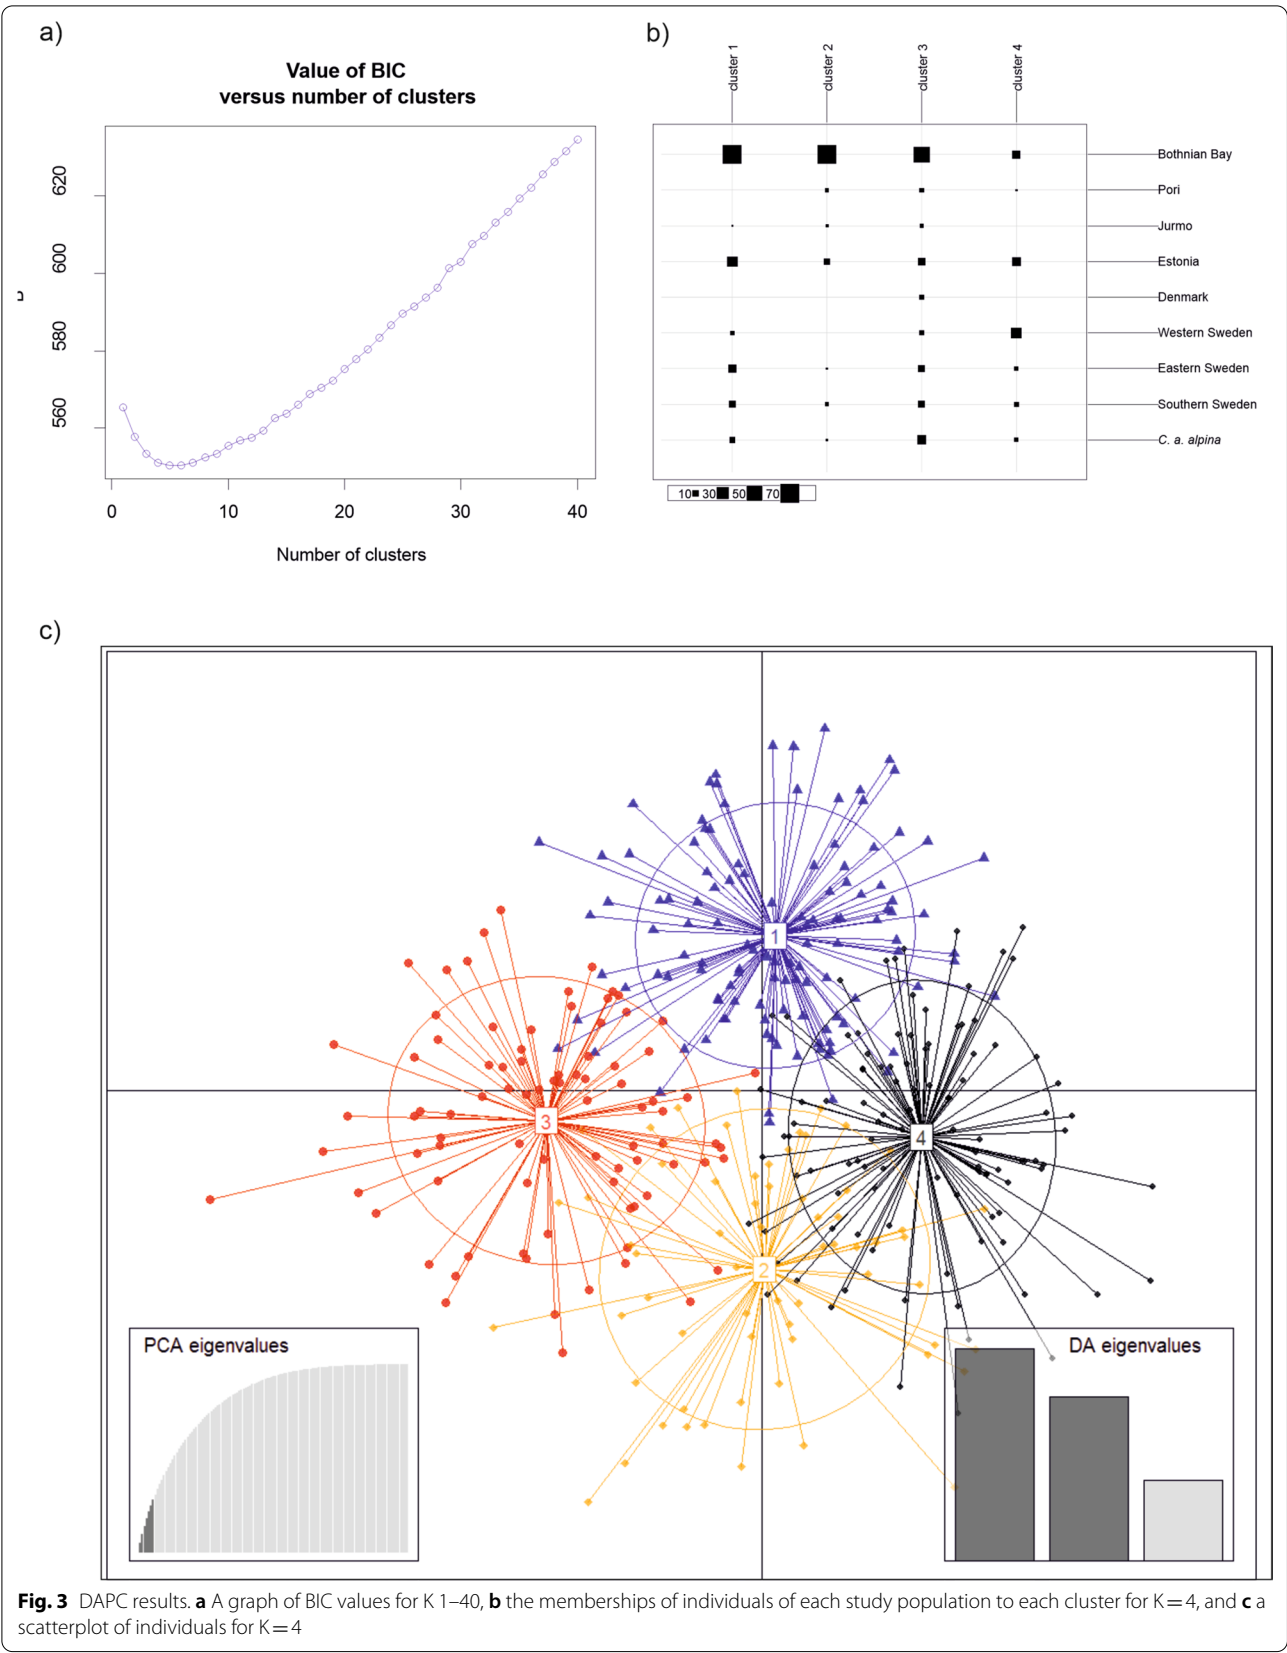 a)
Value of BIC
versus number of clusters
620
600
580
560
0 10 20 30 40
Number of clusters
b)
cluster 1
cluster 2
cluster 3
cluster 4
Bothnian Bay
Pori
Jurmo
Estonia
Denmark
Western Sweden
Eastern Sweden
Southern Sweden
C. a. alpina
10 30 50 70
c)
1
3
4
2
PCA eigenvalues
DA eigenvalues
Fig. 3 DAPC results. a A graph of BIC values for K 1–40, b the memberships of individuals of each study population to each cluster for K = 4, and c a
scatterplot of individuals for K = 4